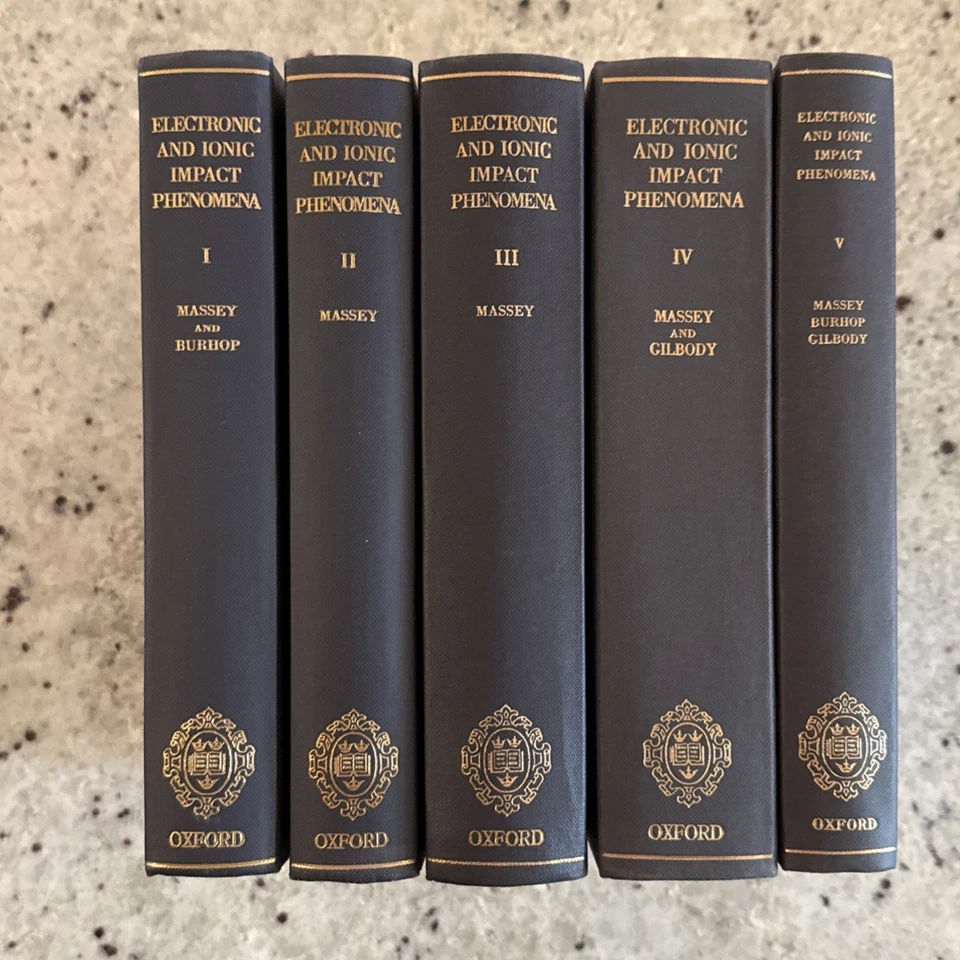 ELECTRONIC
AND IONIC
IMPACT
PHENOMENA
I
MASSEY
AND
BURHOP
OXFORD
ELECTRONIC
AND IONIC
IMPACT
PHENOMENA
II
MASSEY
OXFORD
ELECTRONIC
AND IONIC
IMPACT
PHENOMENA
III
MASSEY
OXFORD
ELECTRONIC
AND IONIC
IMPACT
PHENOMENA
IV
MASSEY
AND
GILBODY
OXFORD
ELECTRONIC
AND IONIC
IMPACT
PHENOMENA
V
MASSEY
BURHOP
GILBODY
OXFORD